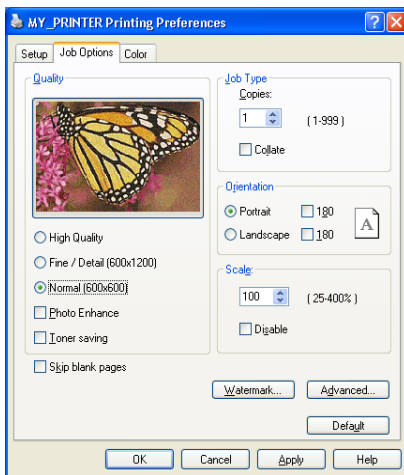 MY_PRINTER Printing Preferences
Setup
Job Options
Color
Quality
High Quality
Fine / Detail (600x1200)
Normal (600x600)
Photo Enhance
Toner saving
Skip blank pages
Job Type
Copies:
1
( 1-999 )
Collate
Orientation
Portrait
180
Landscape
180
A
Scale:
100
( 25-400% )
Disable
Watermark...
Advanced...
Default
OK
Cancel
Apply
Help